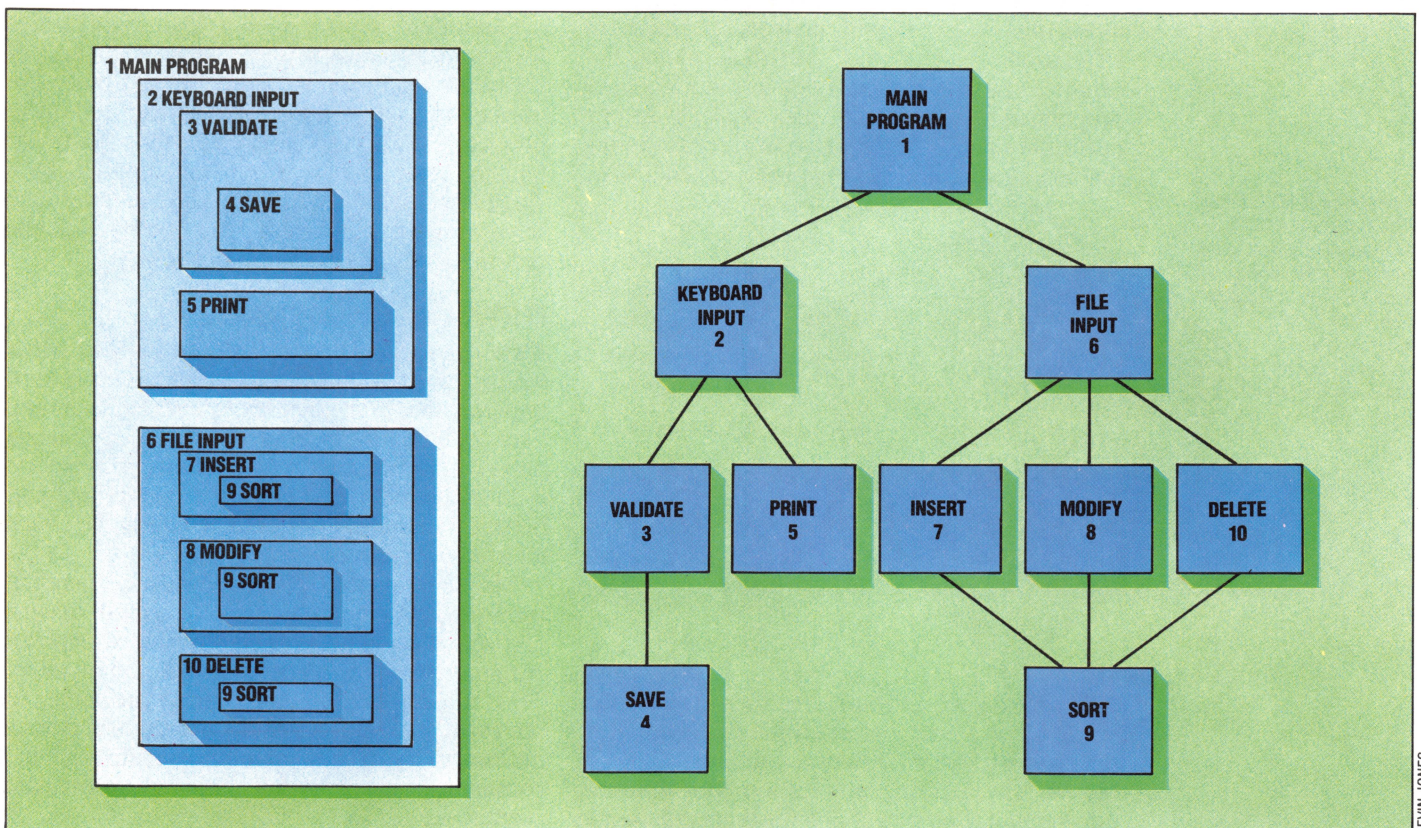 1 MAIN PROGRAM
2 KEYBOARD INPUT
3 VALIDATE
4 SAVE
5 PRINT
6 FILE INPUT
7 INSERT
9 SORT
8 MODIFY
9 SORT
10 DELETE
9 SORT
MAIN
PROGRAM
1
KEYBOARD
INPUT
2
FILE
INPUT
6
VALIDATE
3
PRINT
5
INSERT
7
MODIFY
8
DELETE
10
SAVE
4
SORT
9
JONES